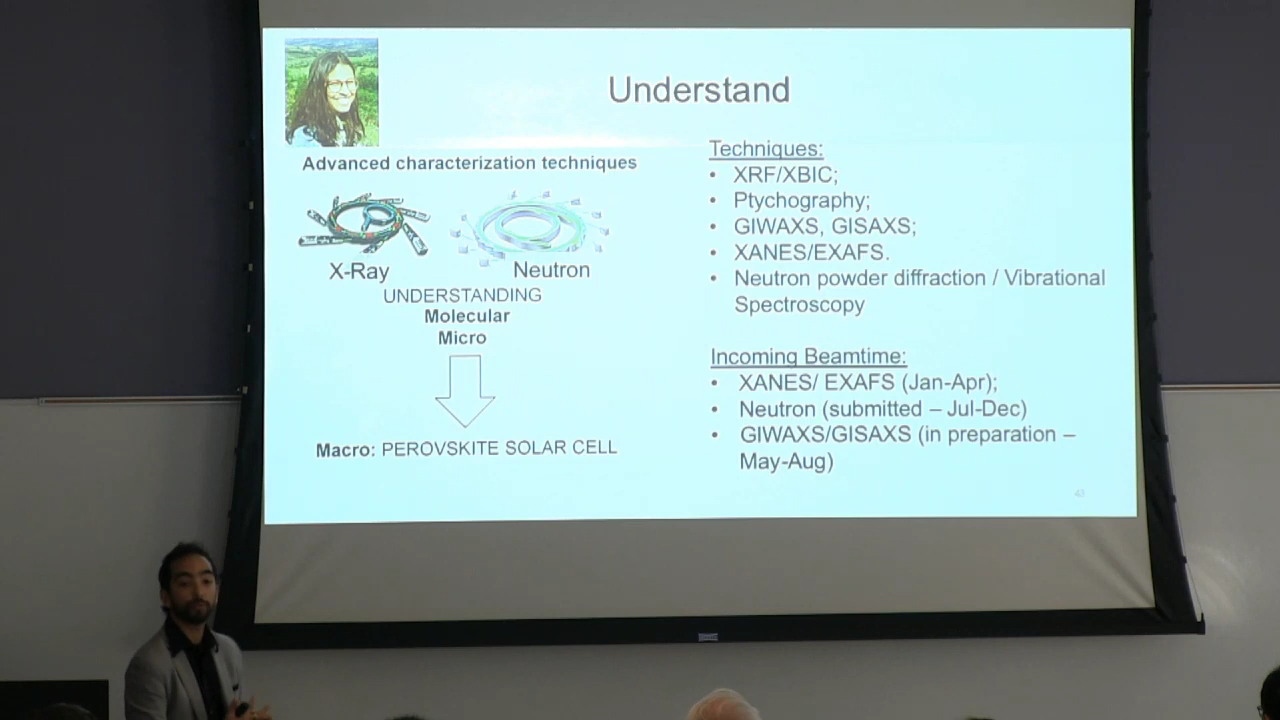 Understand
Advanced characterization techniques
X-Ray
Neutron
UNDERSTANDING
Molecular
Micro
Macro: PEROVSKITE SOLAR CELL
Techniques:
• XRF/XBIC;
• Ptychography;
• GIWAXS, GISAXS;
• XANES/EXAFS.
• Neutron powder diffraction / Vibrational
Spectroscopy
Incoming Beamtime:
• XANES/ EXAFS (Jan-Apr);
• Neutron (submitted – Jul-Dec)
• GIWAXS/GISAXS (in preparation –
May-Aug)